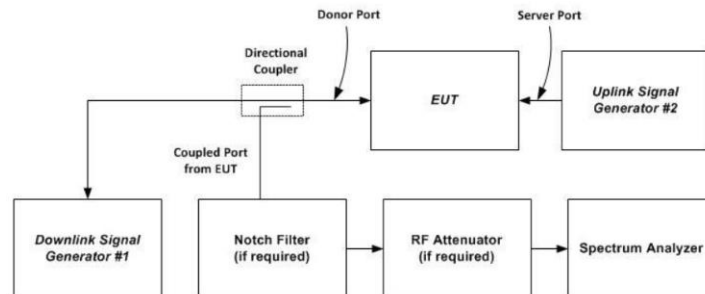 Donor Port
Server Port
Directional
Coupler
EUT
Uplink Signal
Generator #2
Coupled Port
from EUT
Downlink Signal
Generator #1
Notch Filter
(if required)
RF Attenuator
(if required)
Spectrum Analyzer